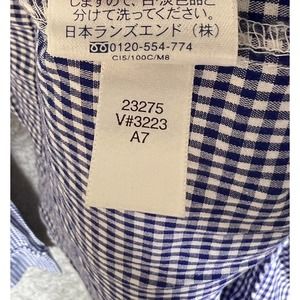 しますので、白・淡色品と
分けて洗ってください。
日本ランズエンド（株）
0120-554-774
CIS/100C/M8
23275
V#3223
A7